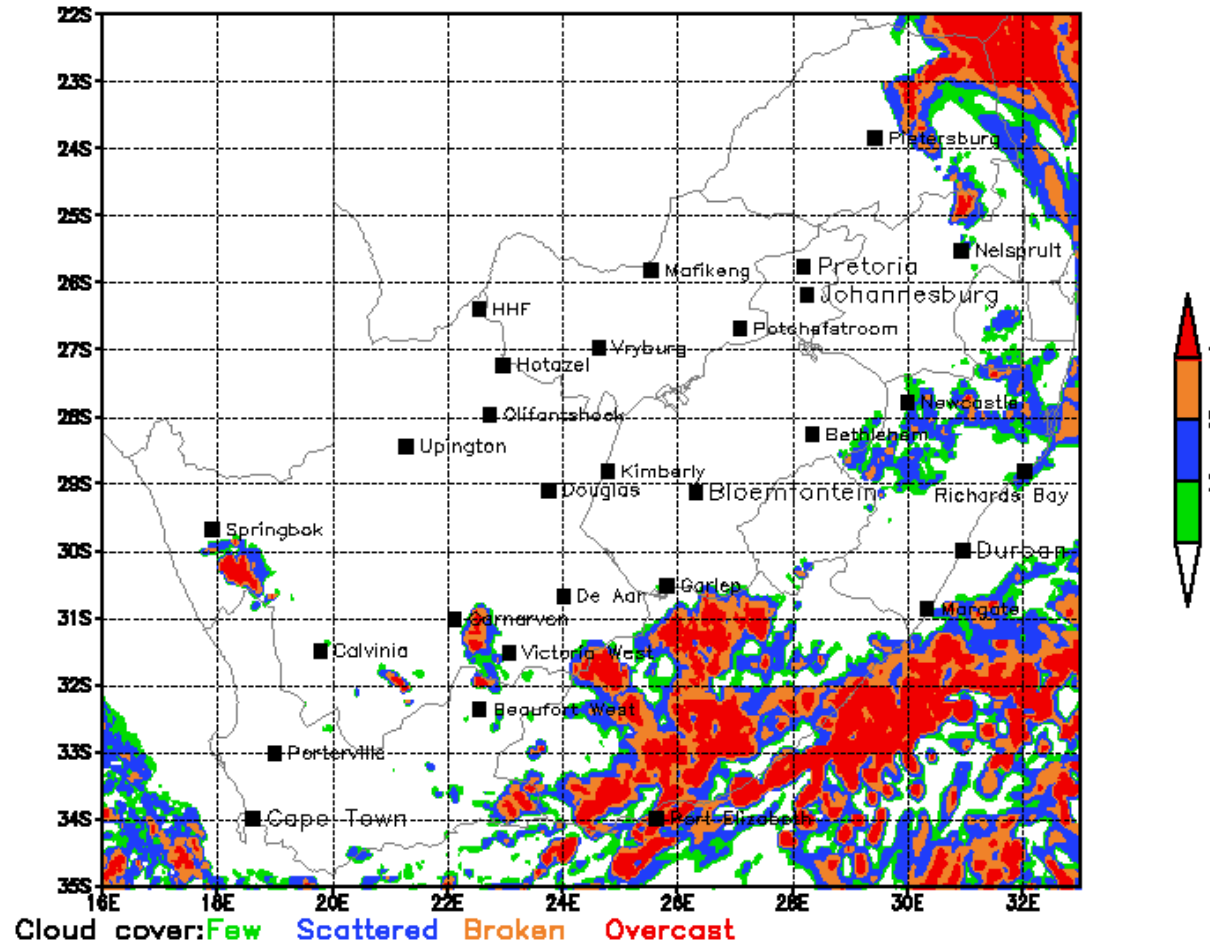 22S
23S
24S
25S
26S
27S
28S
29S
30S
31S
32S
33S
34S
35S
Pietersburg
Nelspruit
Mafikeng
Pretoria
Johannesburg
HHF
Potchefstroom
Vryburg
Hotazel
Newcastle
Olifantshoek
Bethlehem
Upington
Kimberly
Douglas
Bloemfontein
Richards Bay
Springbok
Durban
De Aar
Garlep
Margate
Carnarvon
Calvinia
Victoria West
Beaufort West
Porterville
Cape Town
Port Elizabeth
16E 18E 20E 22E 24E 26E 28E 30E 32E
Cloud cover:Few Scattered Broken Overcast